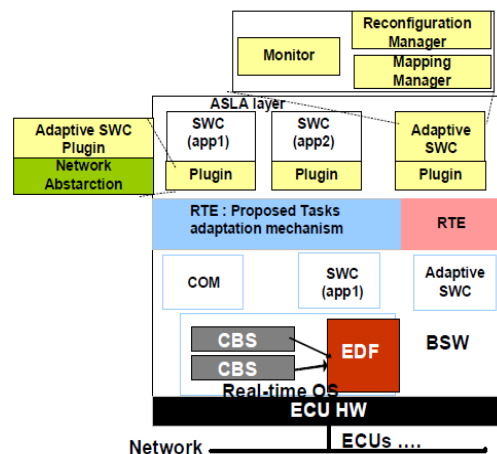 Reconfiguration
Manager
Monitor
Mapping
Manager
ASLA layer
Adaptive SWC
Plugin
Network
Abstarction
SWC
(app1)
Plugin
SWC
(app2)
Plugin
Adaptive
SWC
Plugin
RTE : Proposed Tasks
adaptation mechanism
RTE
COM
SWC
(app1)
Adaptive
SWC
CBS
CBS
EDF
BSW
Real-time OS
ECU HW
Network
ECUs ....